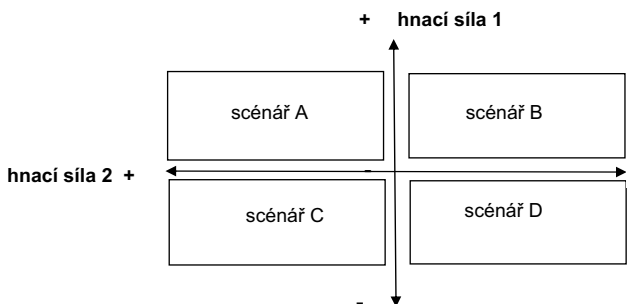 + hnací síla 1
scénář A
scénář B
hnací síla 2 + -
scénář C
scénář D
-